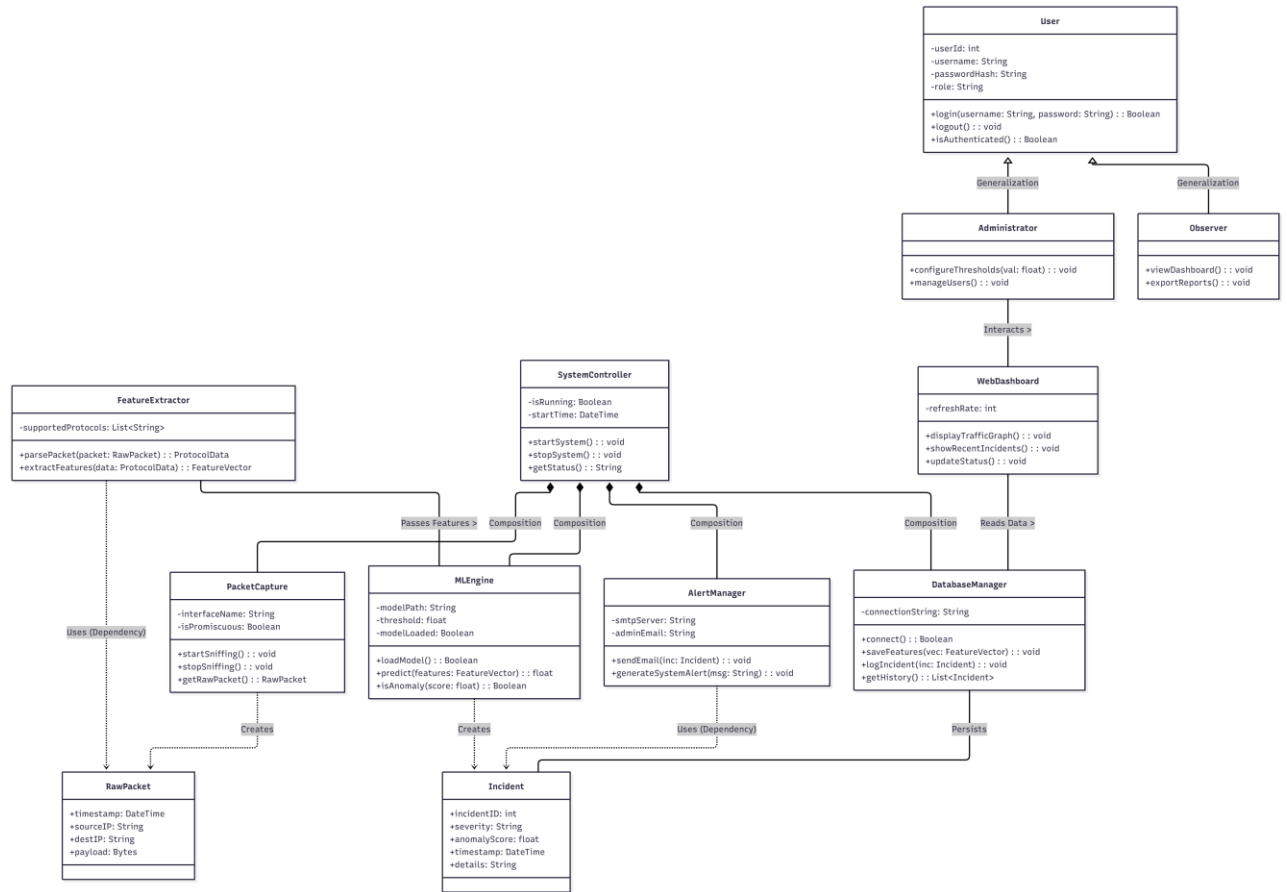 User
-userId: int
-username: String
-passwordHash: String
-role: String
+login(username: String, password: String) : : Boolean
+logout() : : void
+isAuthenticated() : : Boolean
Generalization
Generalization
Administrator
+configureThresholds(val: float) : : void
+manageUsers() : : void
Observer
+viewDashboard() : : void
+exportReports() : : void
Interacts >
FeatureExtractor
-supportedProtocols: List<String>
+parsePacket(packet: RawPacket) : : ProtocolData
+extractFeatures(data: ProtocolData) : : FeatureVector
SystemController
-isRunning: Boolean
-startTime: DateTime
+startSystem() : : void
+stopSystem() : : void
+getStatus() : : String
WebDashboard
-refreshRate: int
+displayTrafficGraph() : : void
+showRecentIncidents() : : void
+updateStatus() : : void
Passes Features >
Composition
Composition
Composition
Composition
Reads Data >
Uses (Dependency)
PacketCapture
-interfaceName: String
-isPromiscuous: Boolean
+startSniffing() : : void
+stopSniffing() : : void
+getRawPacket() : : RawPacket
MLEngine
-modelPath: String
-threshold: float
-modelLoaded: Boolean
+loadModel() : : Boolean
+predict(features: FeatureVector) : : float
+isAnomaly(score: float) : : Boolean
AlertManager
-smtpServer: String
-adminEmail: String
+sendEmail(inc: Incident) : : void
+generateSystemAlert(msg: String) : : void
DatabaseManager
-connectionString: String
+connect() : : Boolean
+saveFeatures(vec: FeatureVector) : : void
+logIncident(inc: Incident) : : void
+getHistory() : : List<Incident>
Creates
Creates
Uses (Dependency)
Persists
RawPacket
+timestamp: DateTime
+sourceIP: String
+destIP: String
+payload: Bytes
Incident
+incidentID: int
+severity: String
+anomalyScore: float
+timestamp: DateTime
+details: String